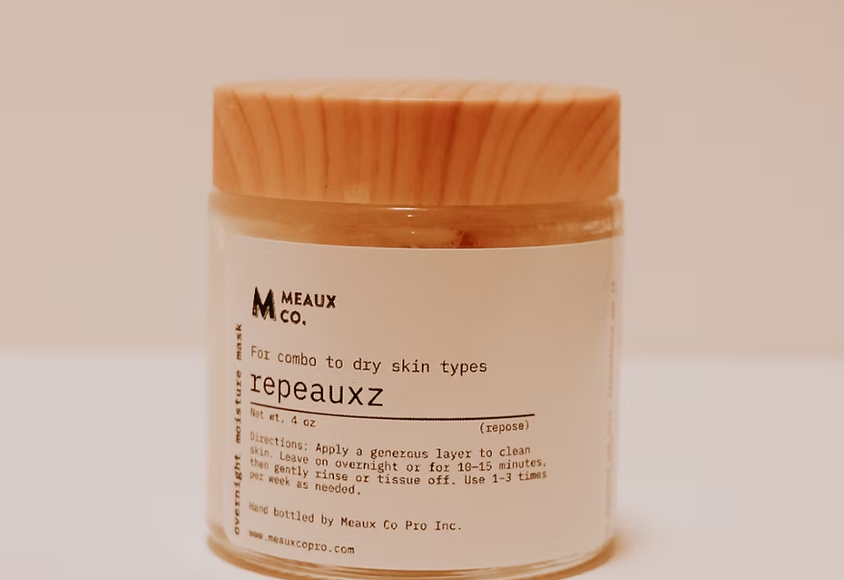 MEAUX
CO.
For combo to dry skin types
repeauxz
Net wt. 4 oz
(repose)
Directions: Apply a generous layer to clean
skin. Leave on overnight or for 10-15 minutes,
then gently rinse or tissue off. Use 1-3 times
per week as needed.
Hand bottled by Meaux Co Pro Inc.
www.meauxcopro.com
overnight moisture mask